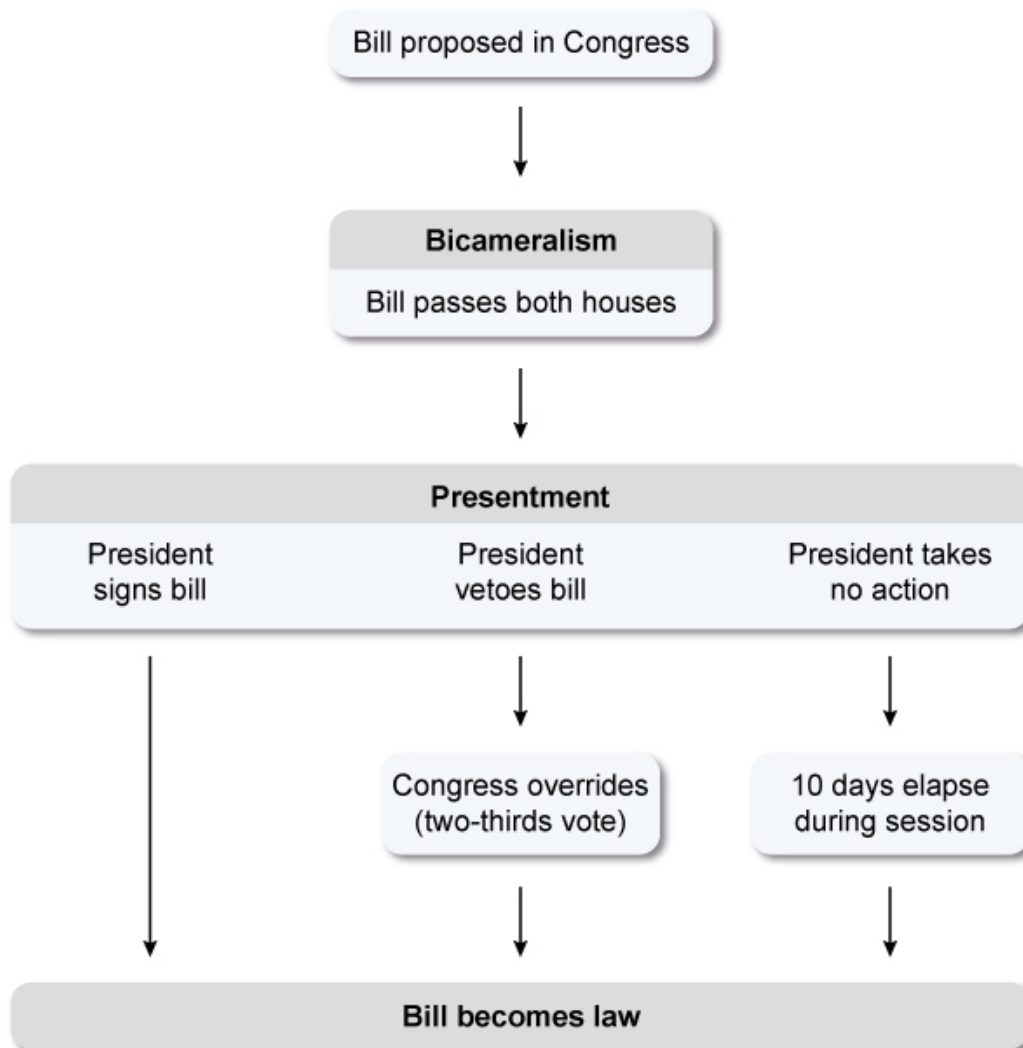 Bill proposed in Congress
Bicameralism
Bill passes both houses
Presentment
President
signs bill
President
vetoes bill
President takes
no action
Congress overrides
(two-thirds vote)
10 days elapse
during session
Bill becomes law